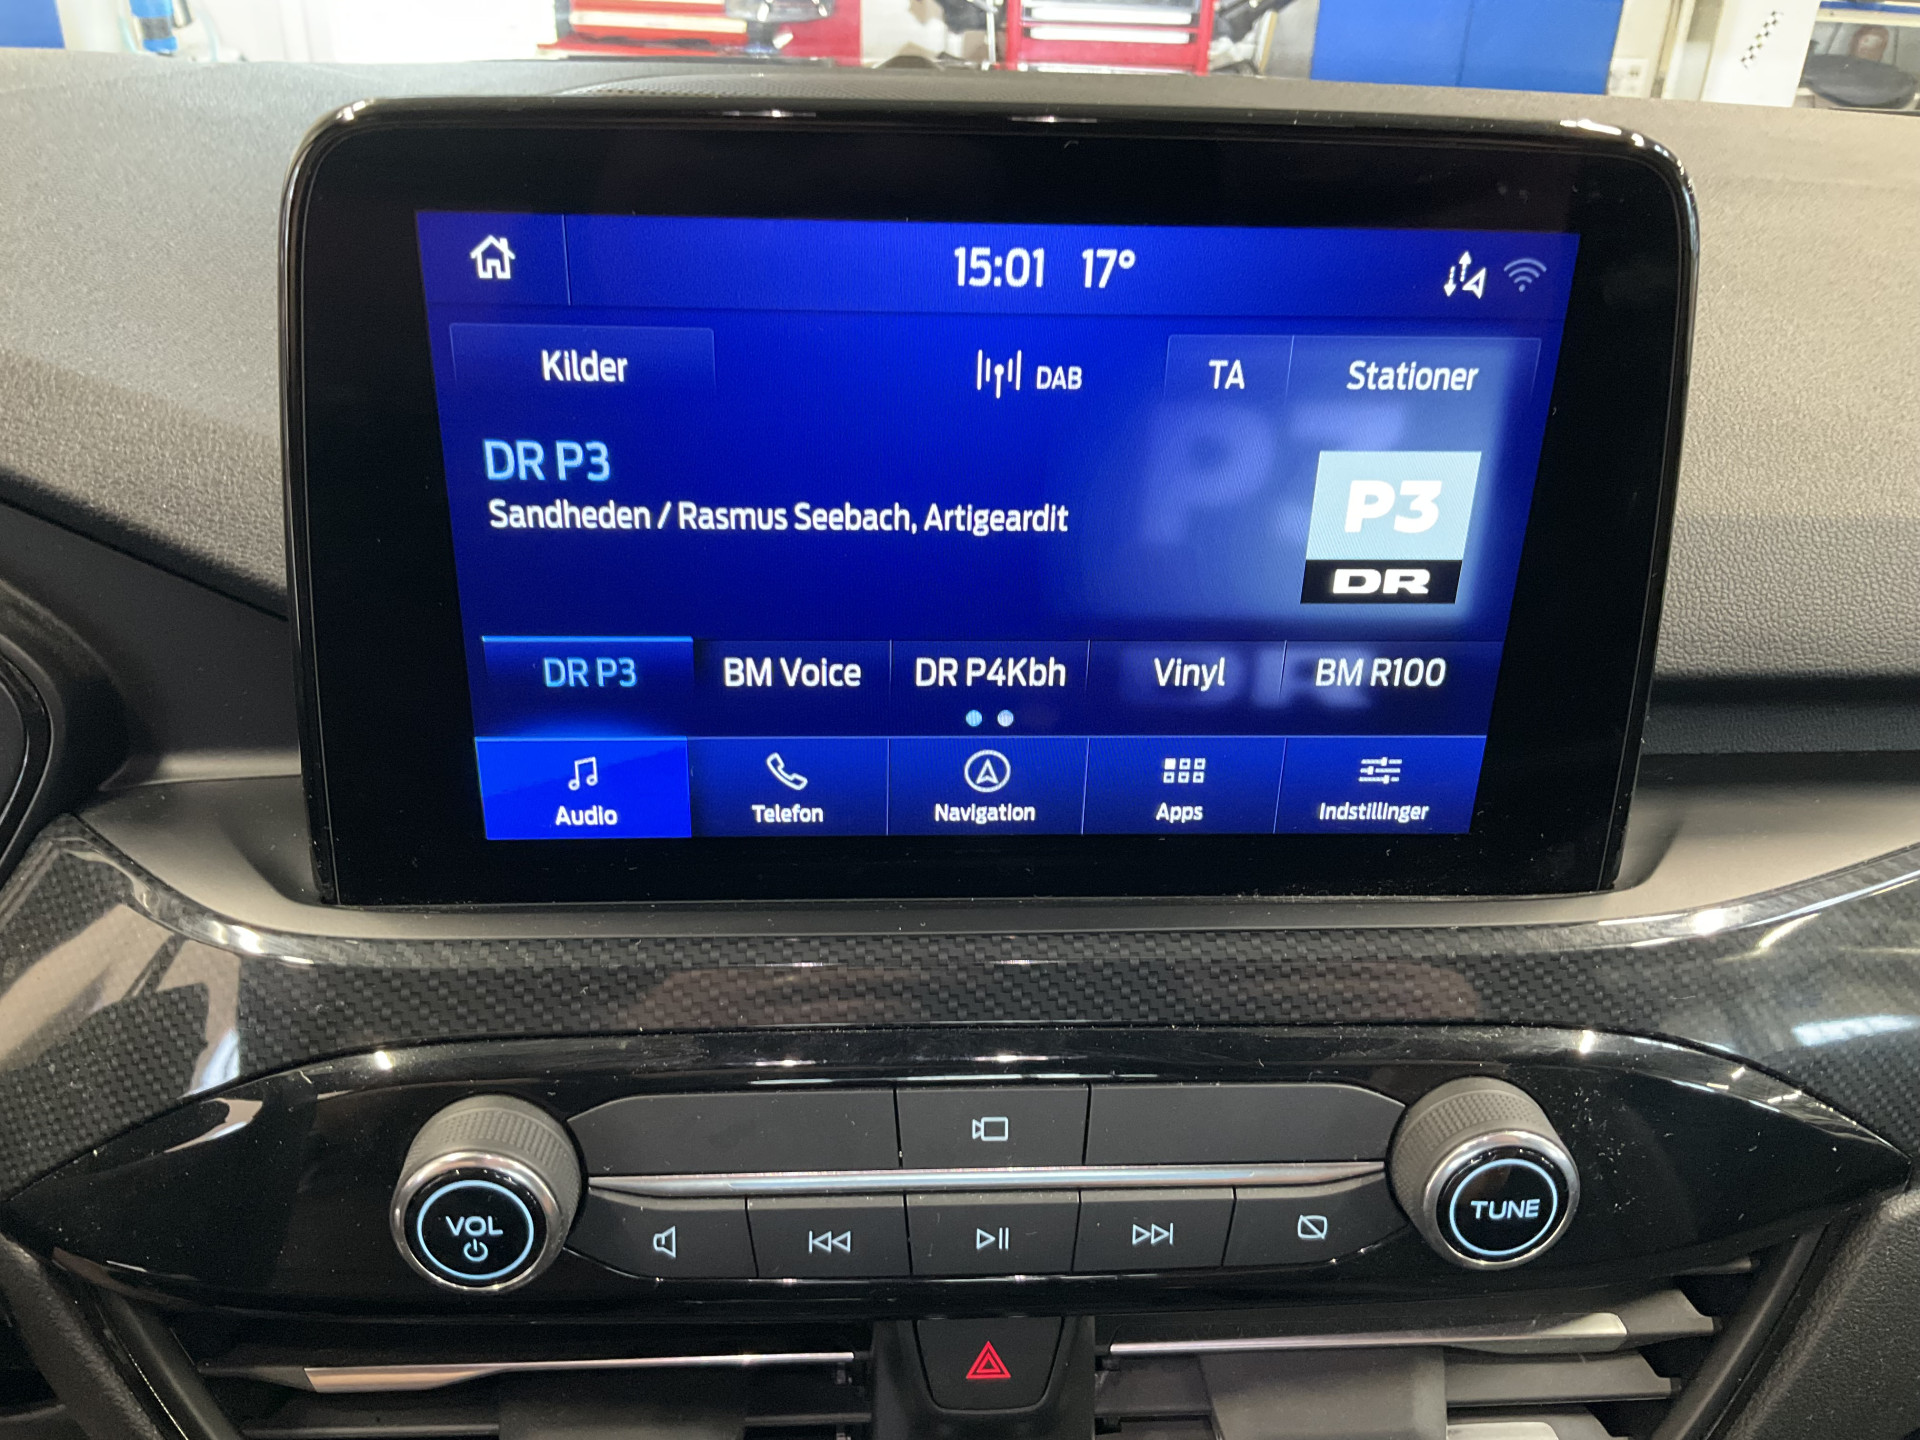 15:01 17°
Kilder DAB TA Stationer
DR P3
Sandheden / Rasmus Seebach, Artigeardit
P3
DR
DR P3 BM Voice DR P4Kbh Vinyl BM R100
Audio Telefon Navigation Apps Indstillinger
VOL TUNE